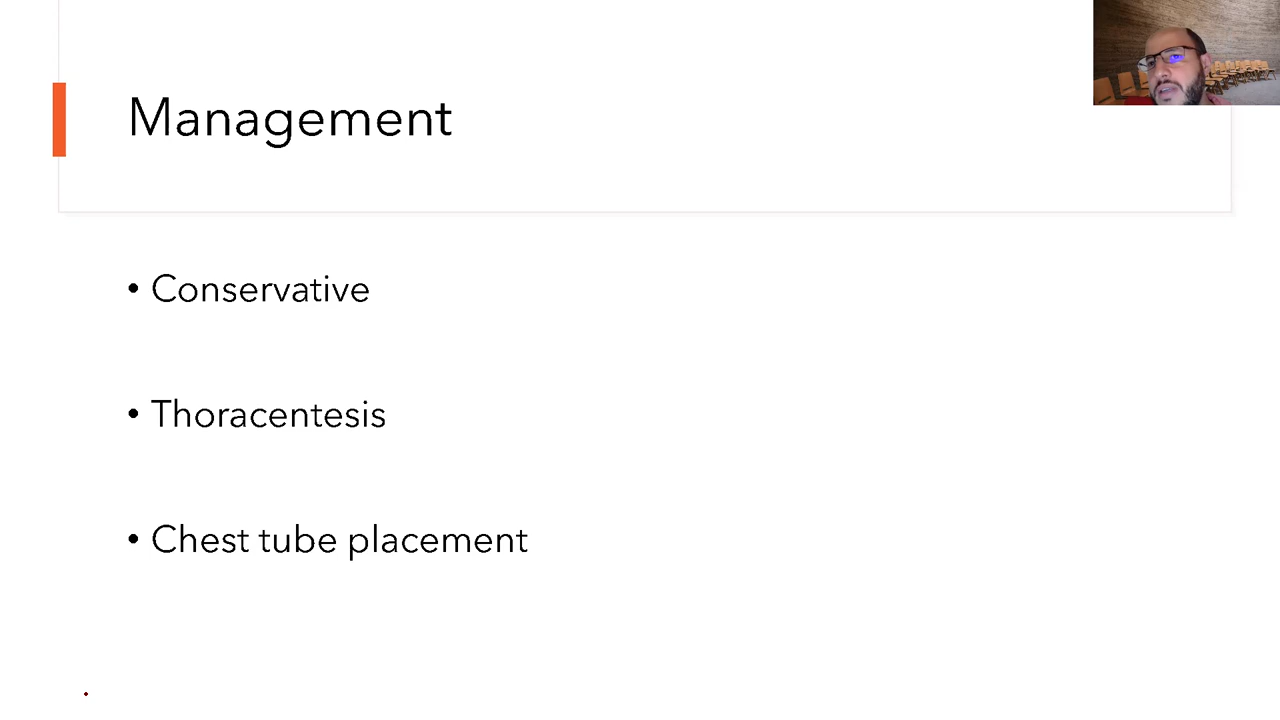 Management
• Conservative
• Thoracentesis
• Chest tube placement